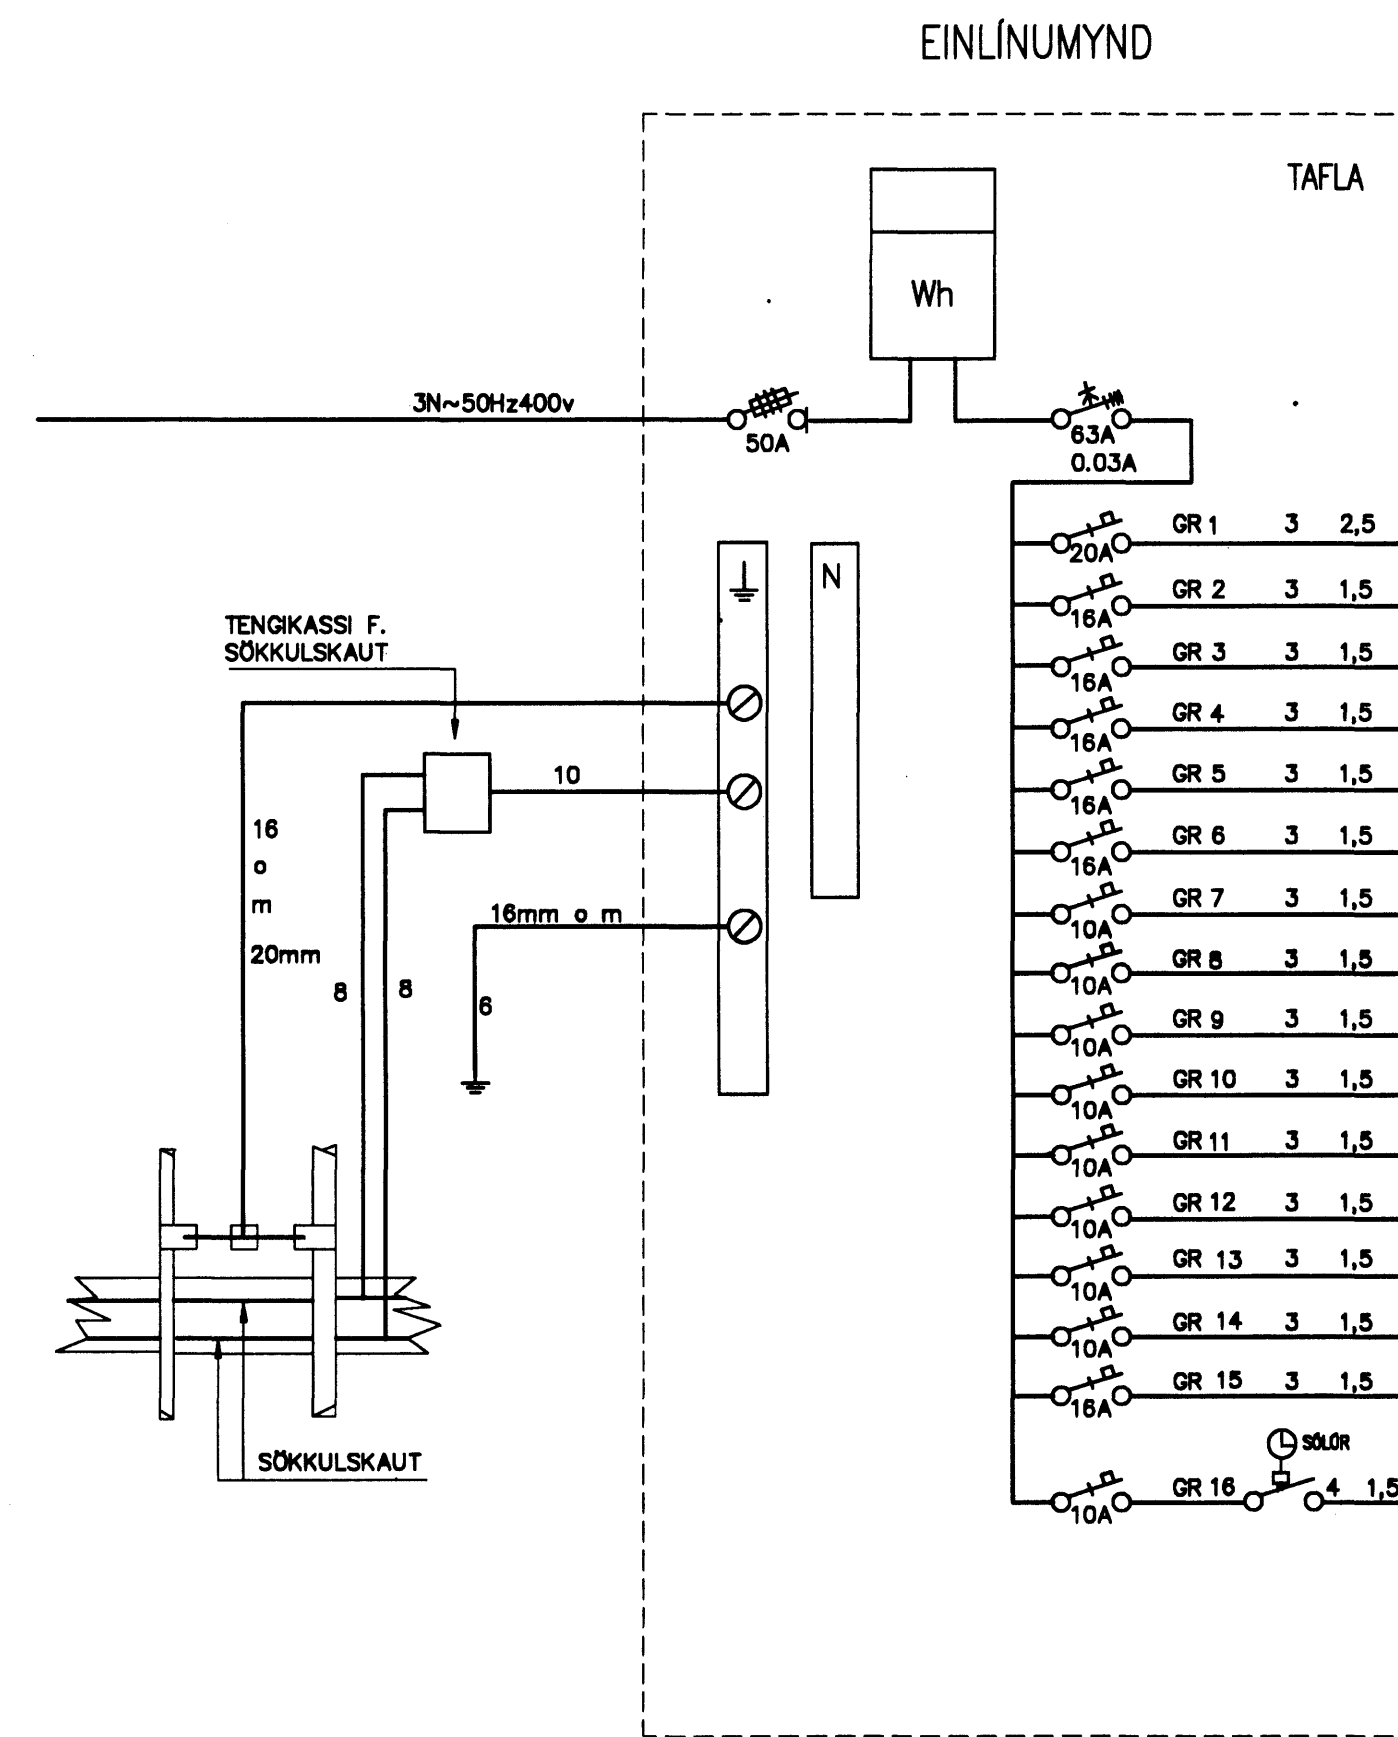 EINLÍNUMYND
TAFLA
Wh
3N~50Hz400v
50A
63A
0.03A
N
GR 1 3 2,5
20A
GR 2 3 1,5
16A
GR 3 3 1,5
16A
GR 4 3 1,5
16A
GR 5 3 1,5
16A
GR 6 3 1,5
16A
GR 7 3 1,5
10A
GR 8 3 1,5
10A
GR 9 3 1,5
10A
GR 10 3 1,5
10A
GR 11 3 1,5
10A
GR 12 3 1,5
10A
GR 13 3 1,5
10A
GR 14 3 1,5
10A
GR 15 3 1,5
16A
SÓLÚR
GR 16 4 1,5
10A
TENGIKASSI F.
SÖKKULSKAUT
10
16
o
m
20mm
8
8
16mm o m
6
SÖKKULSKAUT